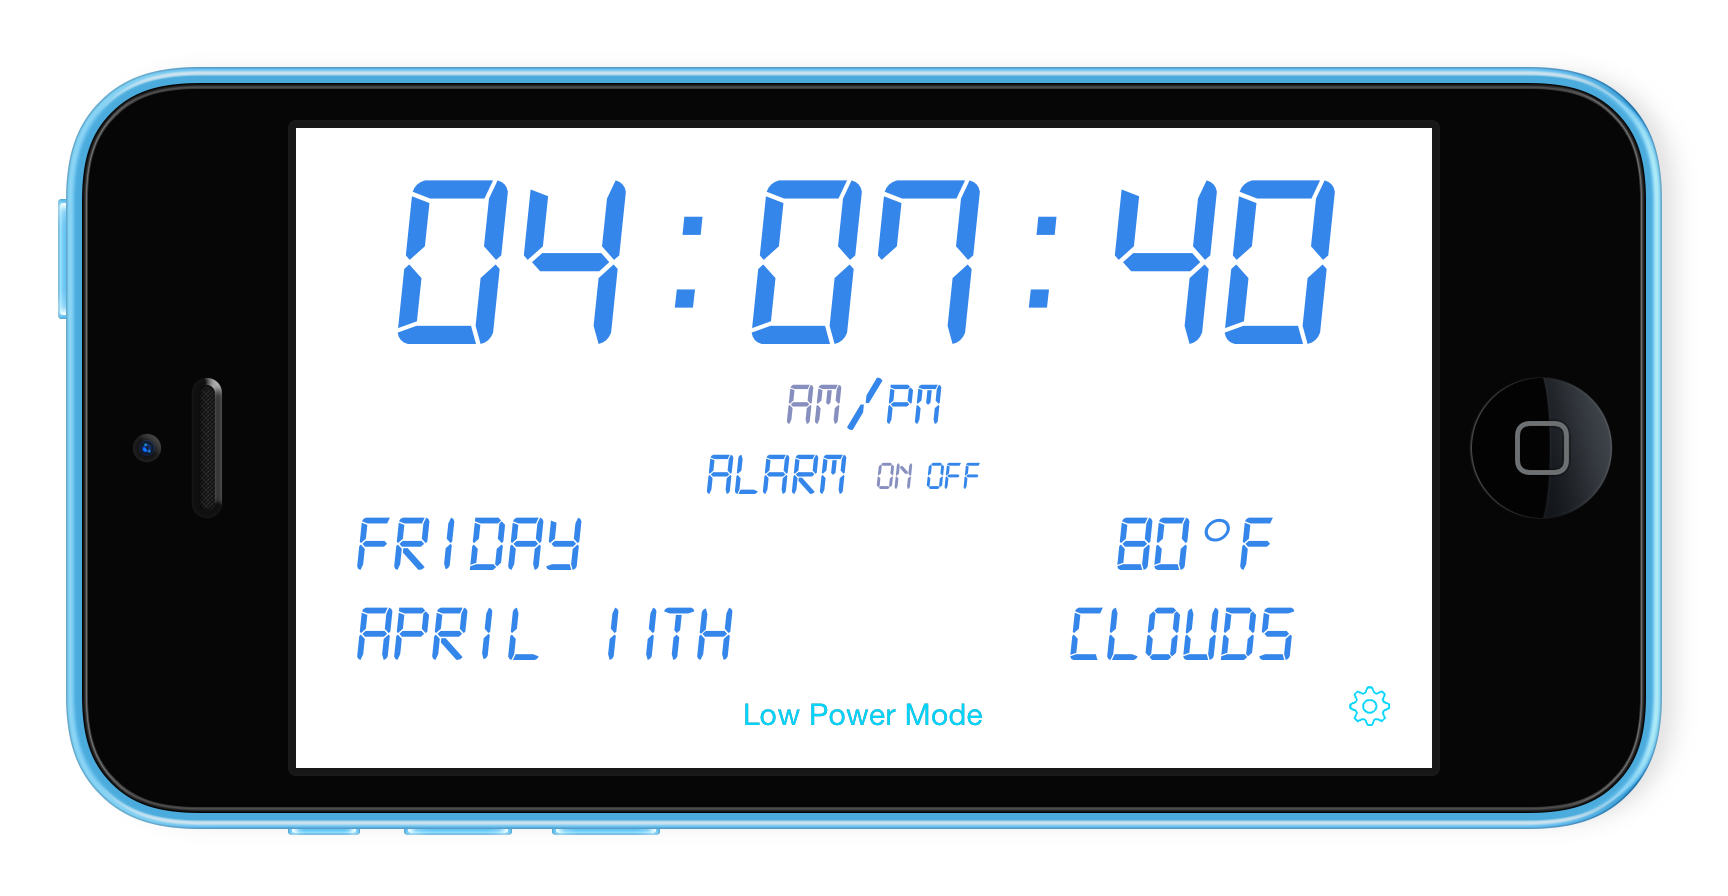 04:07:40
AM/PM
ALARM ON OFF
FRIDAY 80°F
APRIL 11TH CLOUDS
Low Power Mode